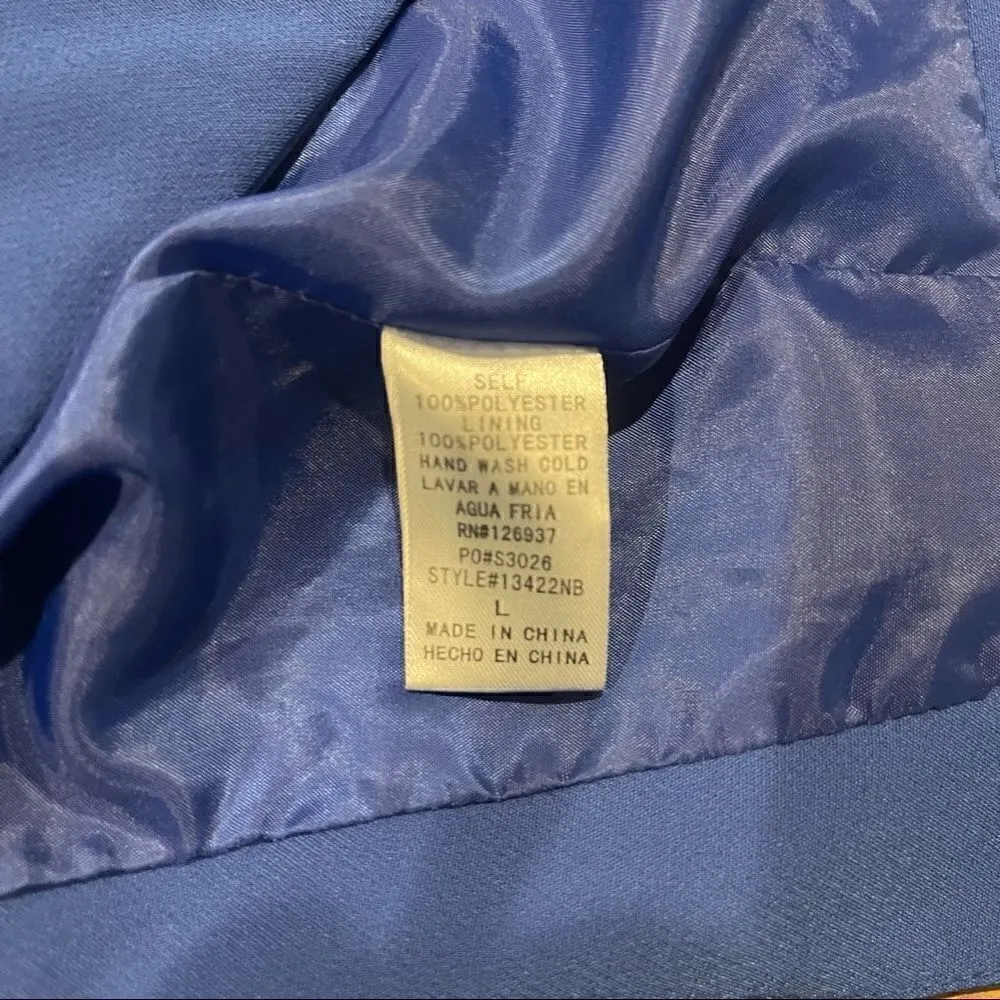 SELF
100%POLYESTER
LINING
100%POLYESTER
HAND WASH COLD
LAVAR A MANO EN
AGUA FRIA
RN#126937
PO#S3026
STYLE#13422NB
L
MADE IN CHINA
HECHO EN CHINA